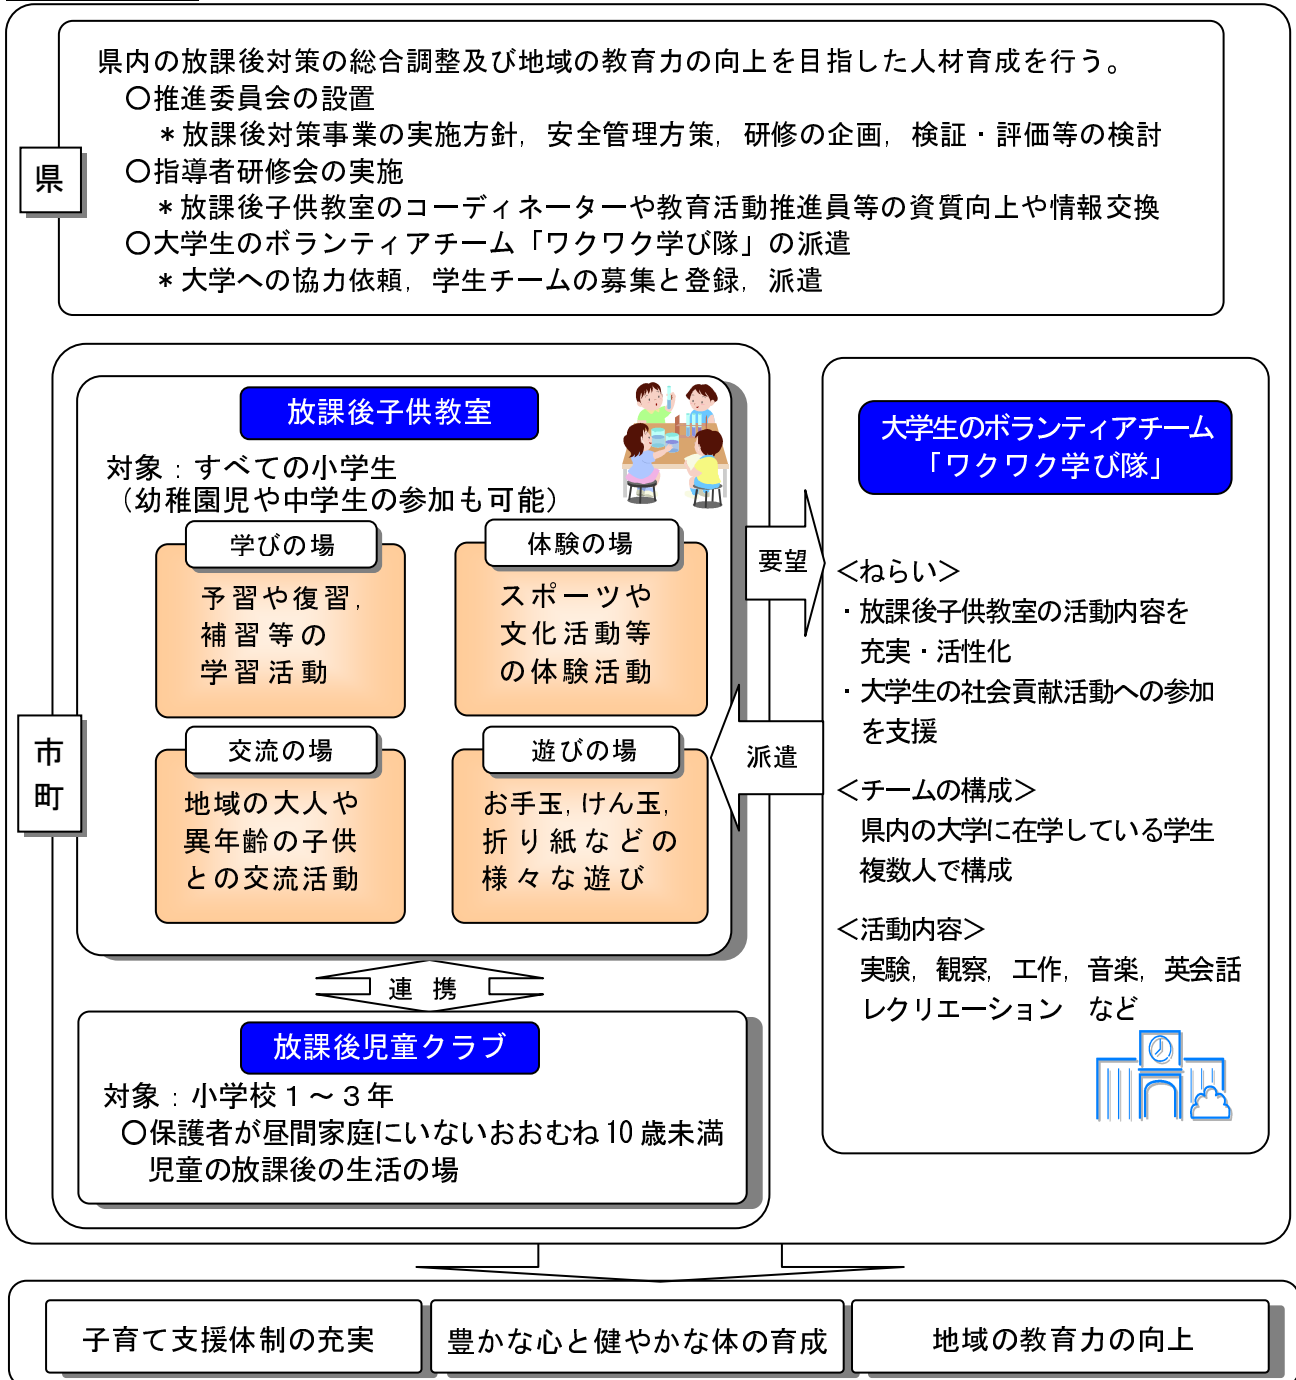 県内の放課後対策の総合調整及び地域の教育力の向上を目指した人材育成を行う。
〇推進委員会の設置
＊放課後対策事業の実施方針，安全管理方策，研修の企画，検証・評価等の検討
県
〇指導者研修会の実施
＊放課後子供教室のコーディネーターや教育活動推進員等の資質向上や情報交換
〇大学生のボランティアチーム「ワクワク学び隊」の派遣
＊大学への協力依頼，学生チームの募集と登録，派遣
市
町
放課後子供教室
対象：すべての小学生
（幼稚園児や中学生の参加も可能）
学びの場
予習や復習，
補習等の
学習活動
体験の場
スポーツや
文化活動等
の体験活動
交流の場
地域の大人や
異年齢の子供
との交流活動
遊びの場
お手玉，けん玉，
折り紙などの
様々な遊び
連 携
放課後児童クラブ
対象：小学校１～３年
〇保護者が昼間家庭にいないおおむね10歳未満
児童の放課後の生活の場
要望
派遣
大学生のボランティアチーム
「ワクワク学び隊」
＜ねらい＞
・放課後子供教室の活動内容を
充実・活性化
・大学生の社会貢献活動への参加
を支援
＜チームの構成＞
県内の大学に在学している学生
複数人で構成
＜活動内容＞
実験，観察，工作，音楽，英会話
レクリエーション　など
子育て支援体制の充実
豊かな心と健やかな体の育成
地域の教育力の向上